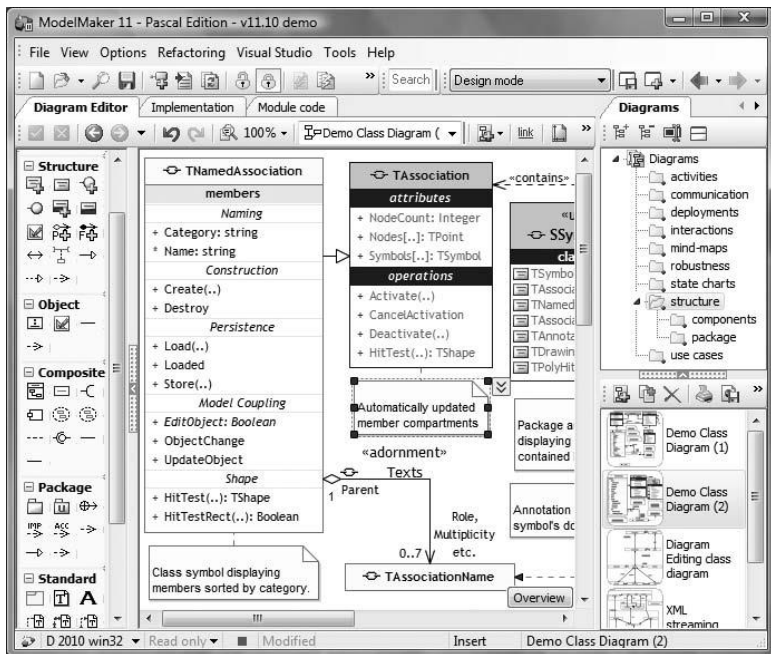 ModelMaker 11 - Pascal Edition - v11.10 demo
File View Options Refactoring Visual Studio Tools Help
Search Design mode
Diagram Editor Implementation Module code
100% Demo Class Diagram ( link
Structure
Object
Composite
Package
IMP ACC
Standard
TNamedAssociation
members
Naming
+ Category: string
* Name: string
Construction
+ Create(..)
+ Destroy
Persistence
+ Load(..)
+ Loaded
+ Store(..)
Model Coupling
+ EditObject: Boolean
+ ObjectChange
+ UpdateObject
Shape
+ HitTest(..): TShape
+ HitTestRect(..): Boolean
Class symbol displaying
members sorted by category.
TAssociation
attributes
+ NodeCount: Integer
+ Nodes[..]: TPoint
+ Symbols[..]: TSymbol
operations
+ Activate(..)
+ CancelActivation
+ Deactivate(..)
+ HitTest(..): TShape
Automatically updated
member compartments
«adornment»
Texts
1 Parent
Role,
Multiplicity
etc.
0..7
TAssociationName
«contains»
«u
SSy
cla
TSymbo
TAssocia
TNamed
TAssocia
TAnnota
TDrawin
TPolyHit
Package a
displaying
contained
Annotation
symbol's do
Overview
Diagrams
Diagrams
activities
communication
deployments
interactions
mind-maps
robustness
state charts
structure
components
package
use cases
Demo Class
Diagram (1)
Demo Class
Diagram (2)
Diagram
Editing class
diagram
XML
streaming
D 2010 win32 Read only Modified Insert Demo Class Diagram (2)